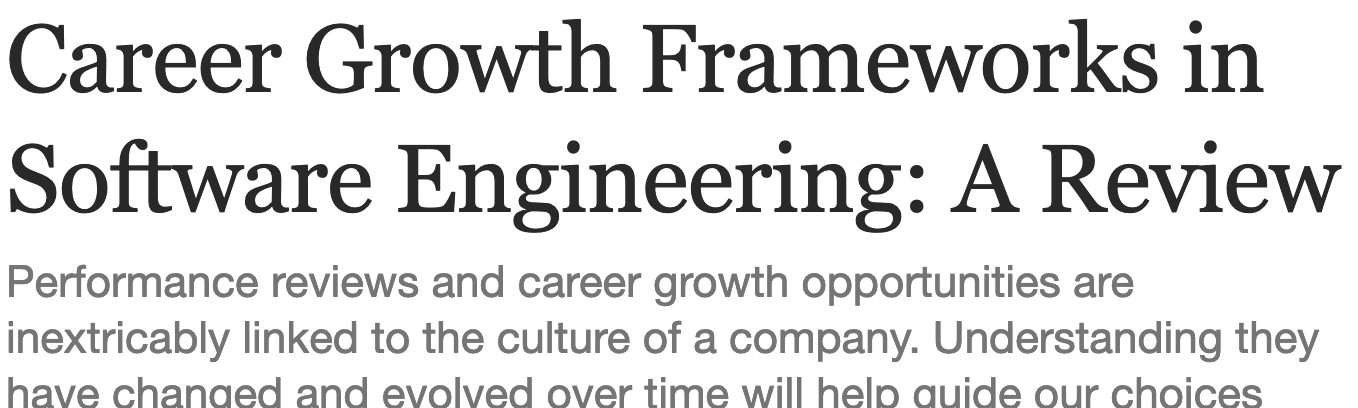 Career Growth Frameworks in
Software Engineering: A Review
Performance reviews and career growth opportunities are
inextricably linked to the culture of a company. Understanding they
have changed and evolved over time will help guide our choices